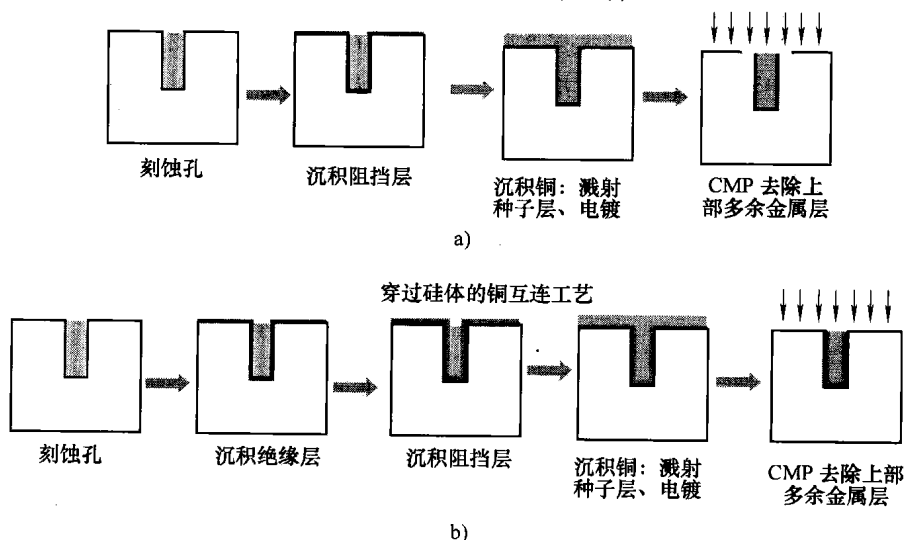 刻蚀孔
沉积阻挡层
沉积铜：溅射
种子层、电镀
CMP 去除上
部多余金属层
a)
穿过硅体的铜互连工艺
刻蚀孔
沉积绝缘层
沉积阻挡层
沉积铜：溅射
种子层、电镀
CMP 去除上部
多余金属层
b)